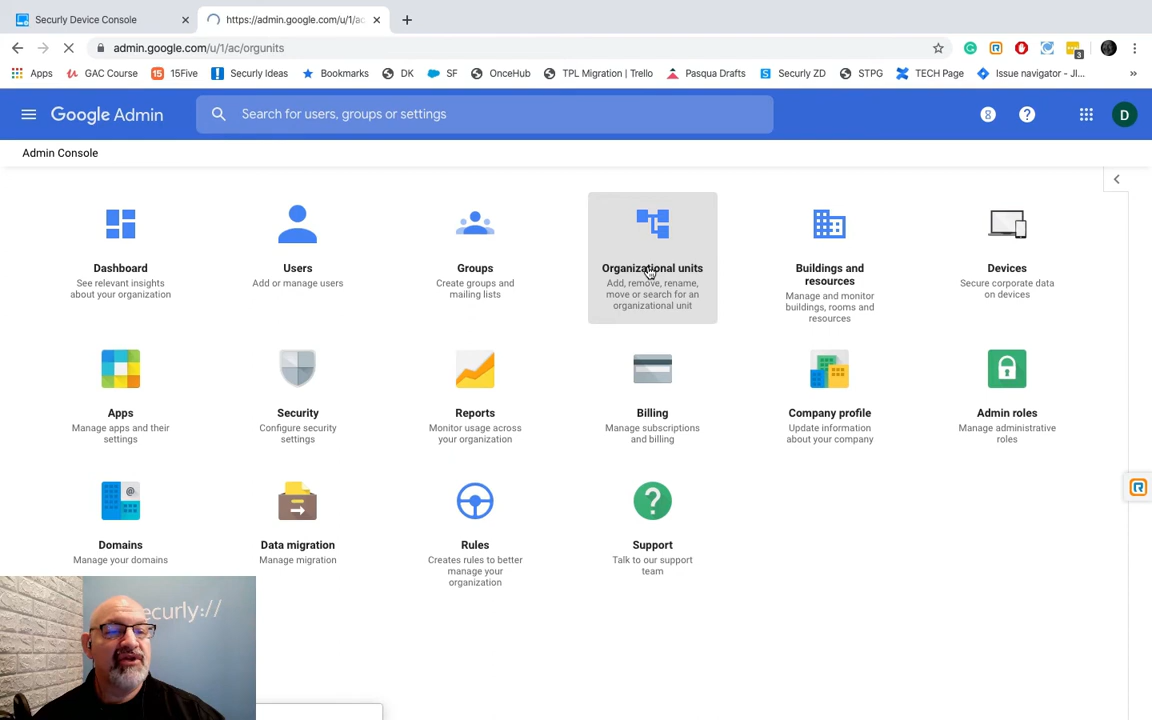 Securly Device Console
https://admin.google.com/u/1/ac
admin.google.com/u/1/ac/orgunits
3
Apps
GAC Course
15
15Five
Securly Ideas
Bookmarks
DK
SF
OnceHub
TPL Migration | Trello
Pasqua Drafts
S
Securly ZD
STPG
TECH Page
Issue navigator - JI...
»
Google Admin
Search for users, groups or settings
8
?
D
Admin Console
Dashboard
See relevant insights
about your organization
Users
Add or manage users
Groups
Create groups and
mailing lists
Organizational units
Add, remove, rename,
move or search for an
organizational unit
Buildings and
resources
Manage and monitor
buildings, rooms and
resources
Devices
Secure corporate data
on devices
Apps
Manage apps and their
settings
Security
Configure security
settings
Reports
Monitor usage across
your organization
Billing
Manage subscriptions
and billing
Company profile
Update information
about your company
Admin roles
Manage administrative
roles
@
Domains
Manage your domains
Data migration
Manage migration
Rules
Creates rules to better
manage your
organization
?
Support
Talk to our support
team
ecurly://